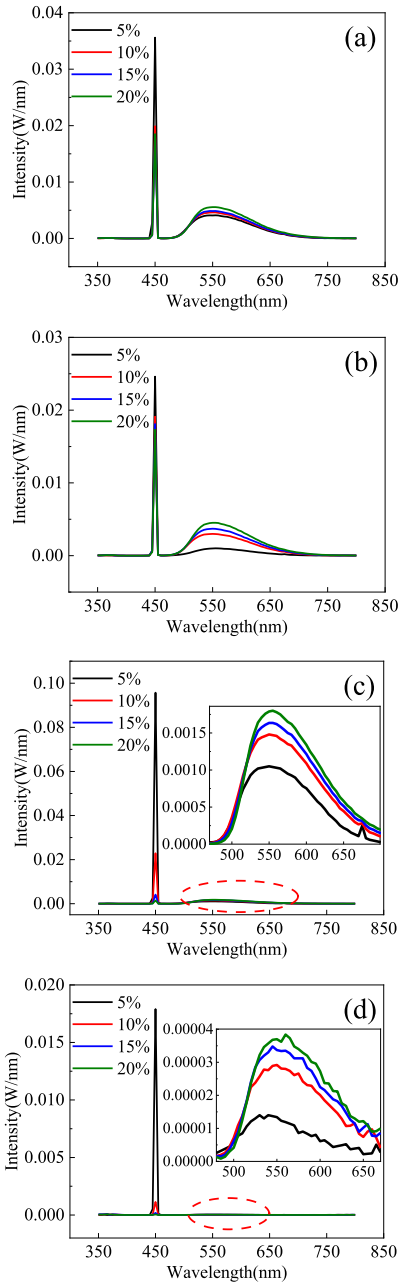 0.04
(a)
5%
10%
15%
20%
0.03
0.02
0.01
0.00
Intensity(W/nm)
350 450 550 650 750 850
Wavelength(nm)
0.03
(b)
5%
10%
15%
20%
0.02
0.01
0.00
Intensity(W/nm)
350 450 550 650 750 850
Wavelength(nm)
(c)
5%
10%
15%
20%
0.10
0.08
0.06
0.04
0.02
0.00
Intensity(W/nm)
0.0015
0.0010
0.0005
0.0000
500 550 600 650
350 450 550 650 750 850
Wavelength(nm)
0.020
(d)
5%
10%
15%
20%
0.015
0.010
0.005
0.000
Intensity(W/nm)
0.00004
0.00003
0.00002
0.00001
0.00000
500 550 600 650
350 450 550 650 750 850
Wavelength(nm)